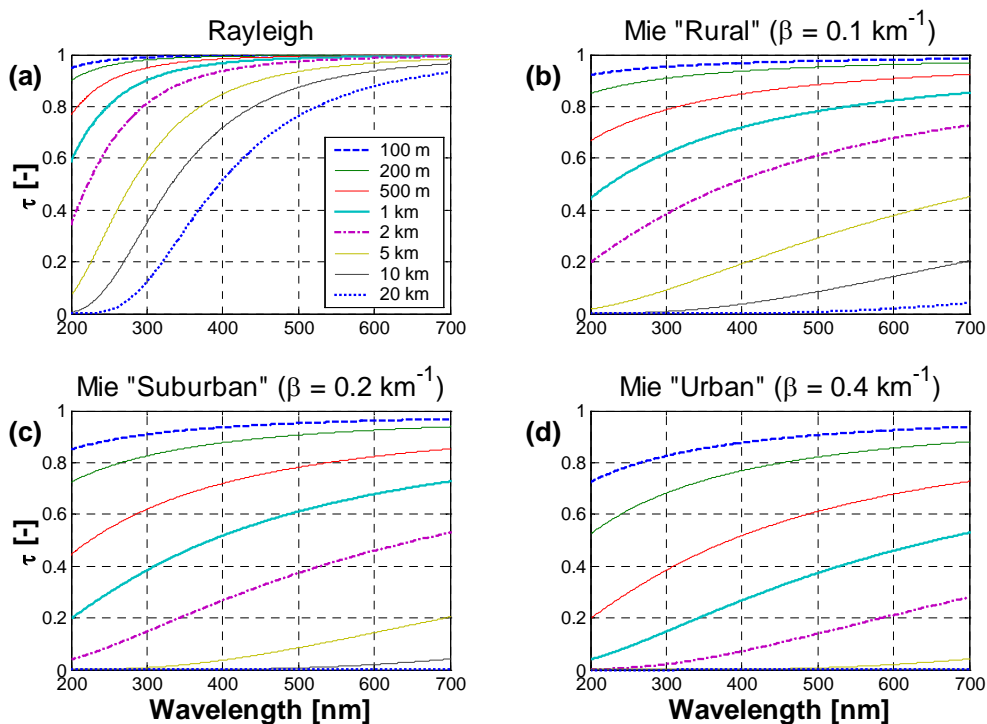 Rayleigh
(a)
τ [-]
1
0.8
0.6
0.4
0.2
0
200 300 400 500 600 700
100 m
200 m
500 m
1 km
2 km
5 km
10 km
20 km
Mie "Rural" (β = 0.1 km⁻¹)
(b)
1
0.8
0.6
0.4
0.2
0
200 300 400 500 600 700
Mie "Suburban" (β = 0.2 km⁻¹)
(c)
τ [-]
1
0.8
0.6
0.4
0.2
0
200 300 400 500 600 700
Wavelength [nm]
Mie "Urban" (β = 0.4 km⁻¹)
(d)
1
0.8
0.6
0.4
0.2
0
200 300 400 500 600 700
Wavelength [nm]